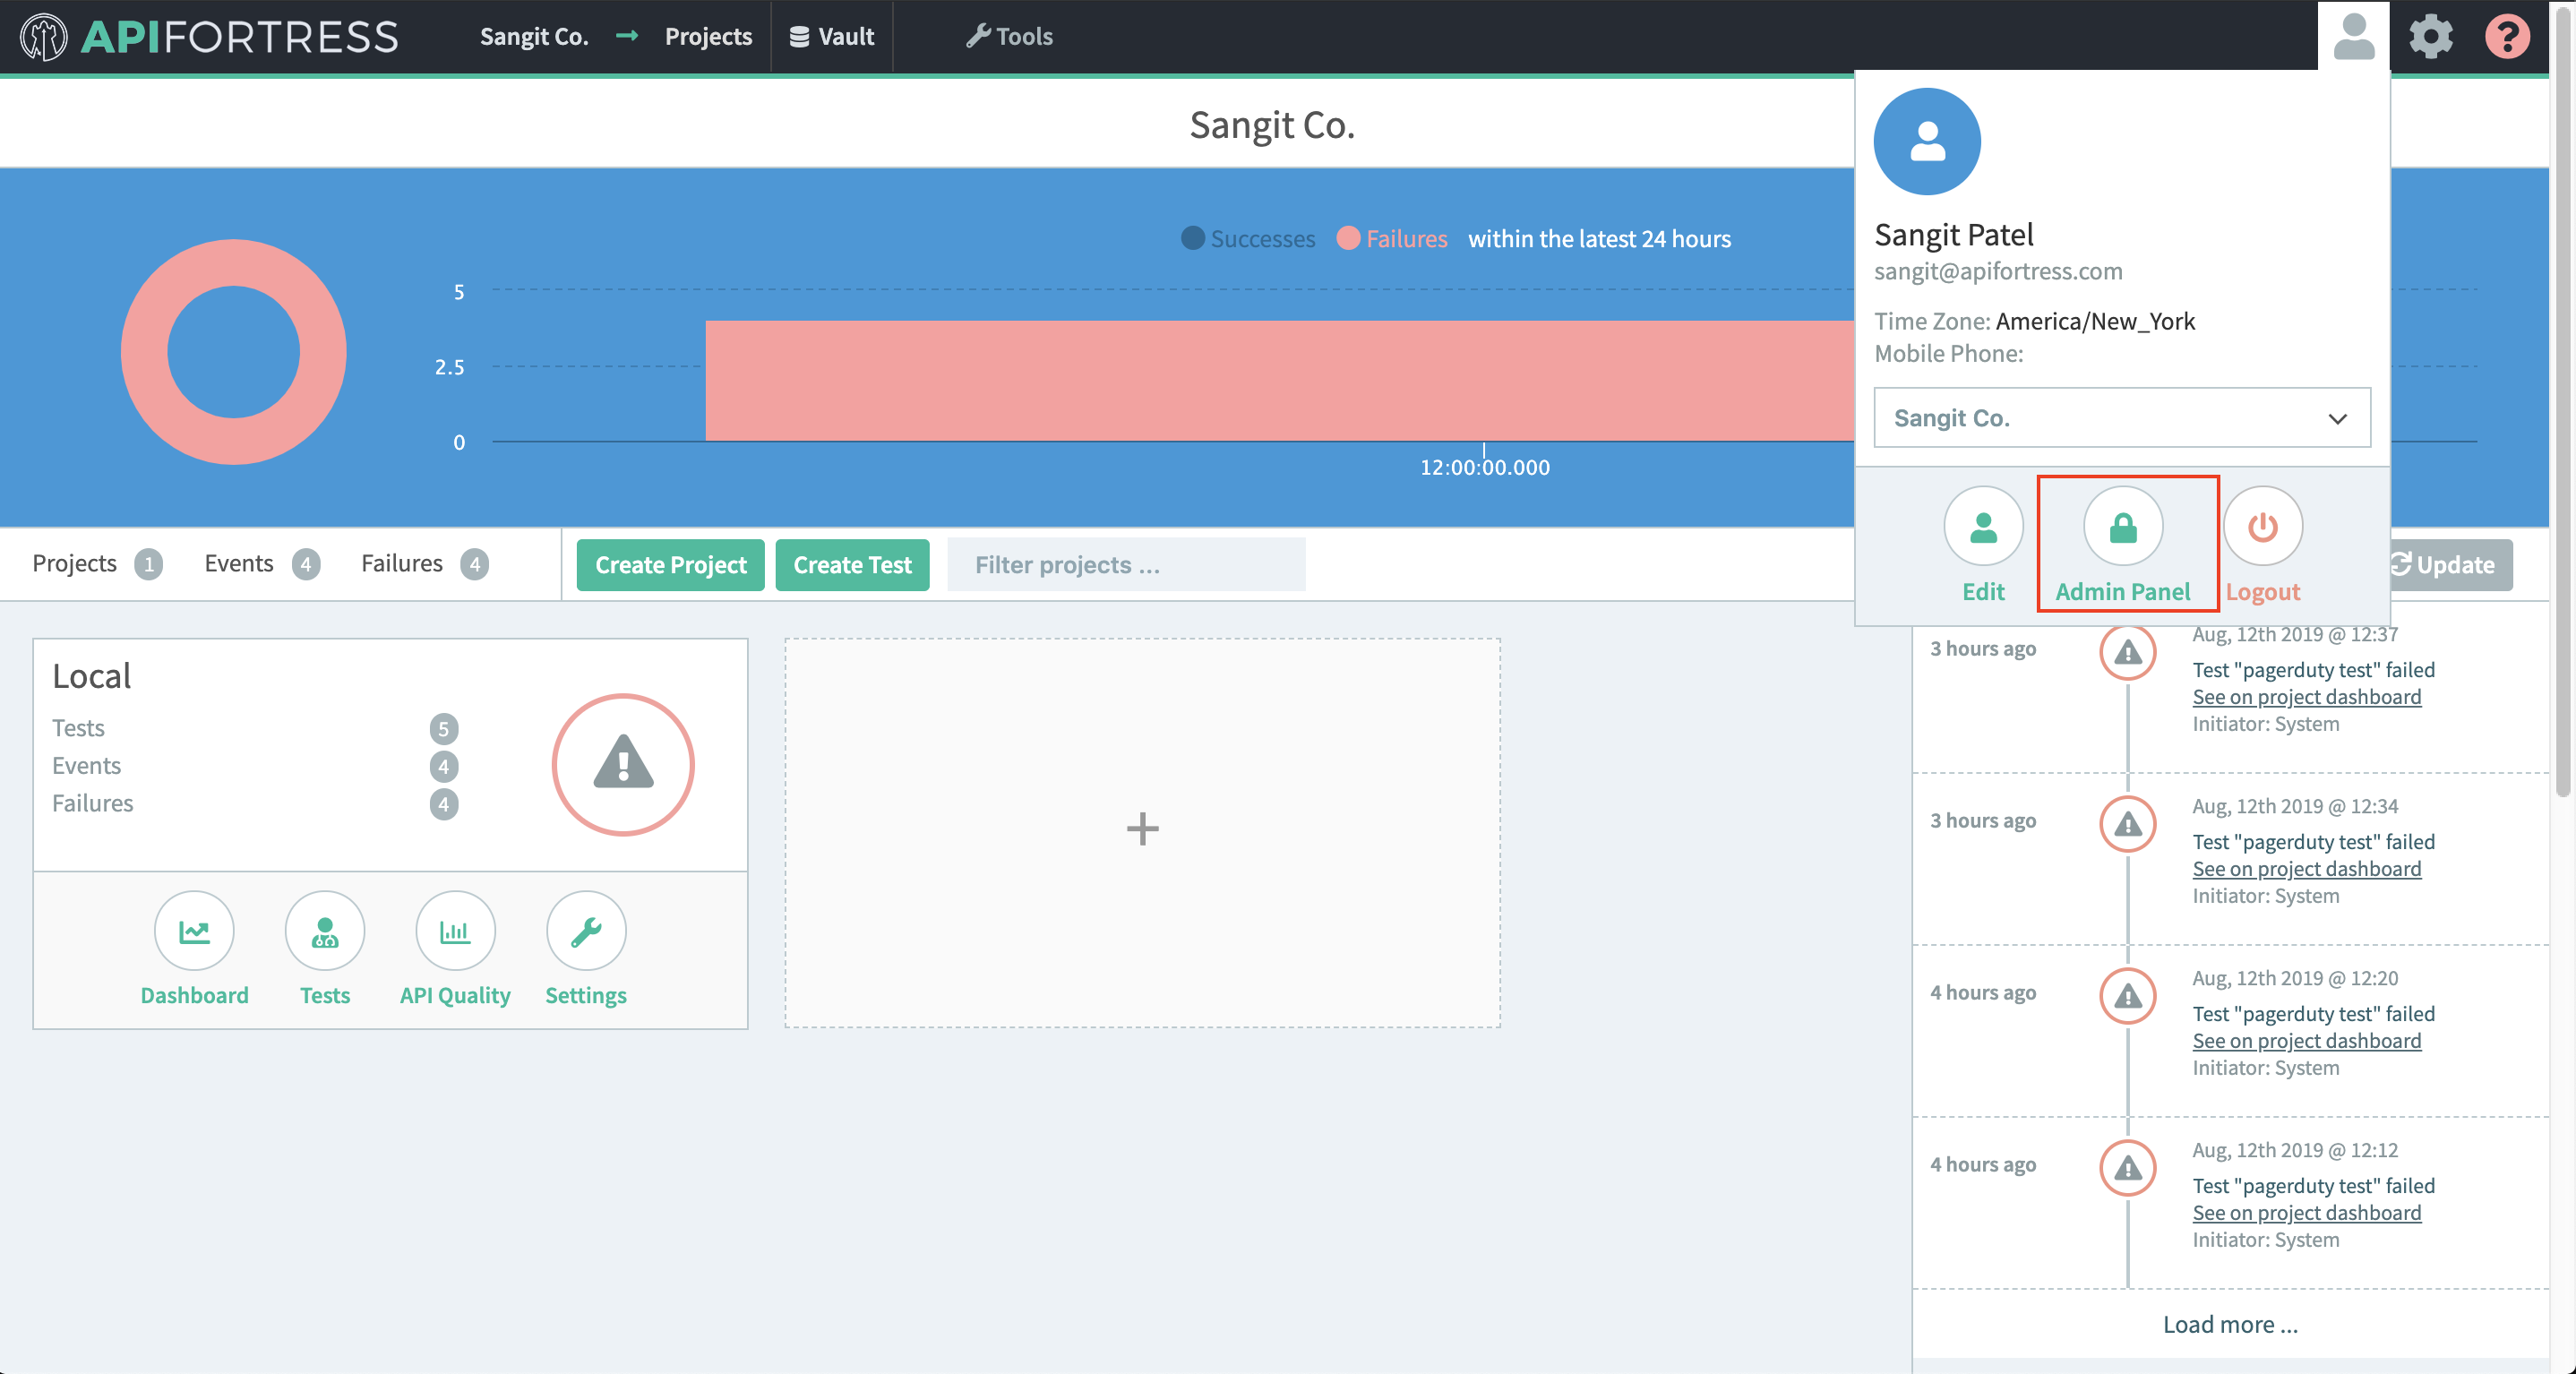 APIFORTRESS
Sangit Co. → Projects
Vault
Tools
?
Sangit Co.
Successes Failures within the latest 24 hours
5
2.5
0
12:00:00.000
Sangit Patel
sangit@apifortress.com
Time Zone: America/New_York
Mobile Phone:
Sangit Co.
Edit
Admin Panel
Logout
Projects 1
Events 4
Failures 4
Create Project
Create Test
Filter projects ...
Update
Local
Tests 5
Events 4
Failures 4
Dashboard
Tests
API Quality
Settings
+
3 hours ago
Aug, 12th 2019 @ 12:37
Test "pagerduty test" failed
See on project dashboard
Initiator: System
3 hours ago
Aug, 12th 2019 @ 12:34
Test "pagerduty test" failed
See on project dashboard
Initiator: System
4 hours ago
Aug, 12th 2019 @ 12:20
Test "pagerduty test" failed
See on project dashboard
Initiator: System
4 hours ago
Aug, 12th 2019 @ 12:12
Test "pagerduty test" failed
See on project dashboard
Initiator: System
Load more ...